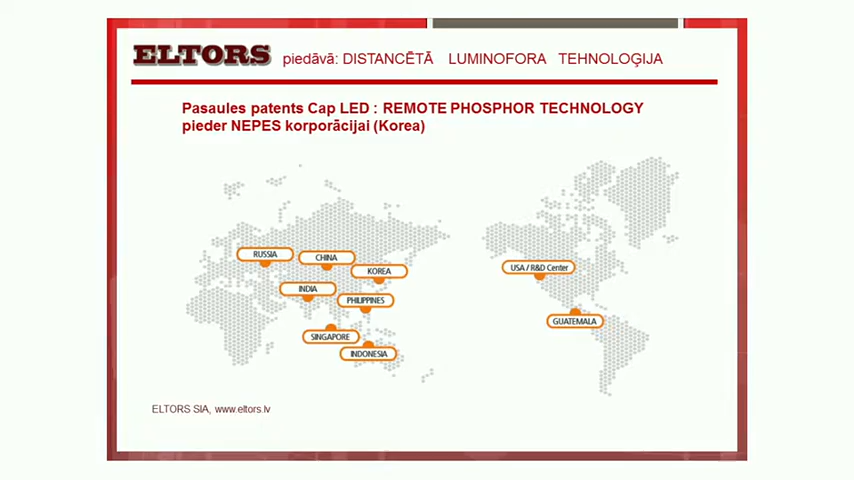 ELTORS piedāvā: DISTANCĒTĀ LUMINOFORA TEHNOLOĢIJA
Pasaules patents Cap LED : REMOTE PHOSPHOR TECHNOLOGY
pieder NEPES korporācijai (Korea)
RUSSIA
CHINA
KOREA
USA / R&D Center
INDIA
PHILIPPINES
GUATEMALA
SINGAPORE
INDONESIA
ELTORS SIA, www.eltors.lv